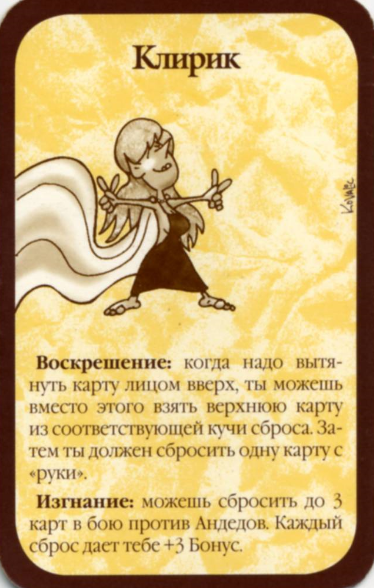 Клирик
Kovalic
Воскрешение: когда надо вытя-
нуть карту лицом вверх, ты можешь
вместо этого взять верхнюю карту
из соответствующей кучи сброса. За-
тем ты должен сбросить одну карту с
«руки».
Изгнание: можешь сбросить до 3
карт в бою против Андедов. Каждый
сброс дает тебе +3 Бонус.